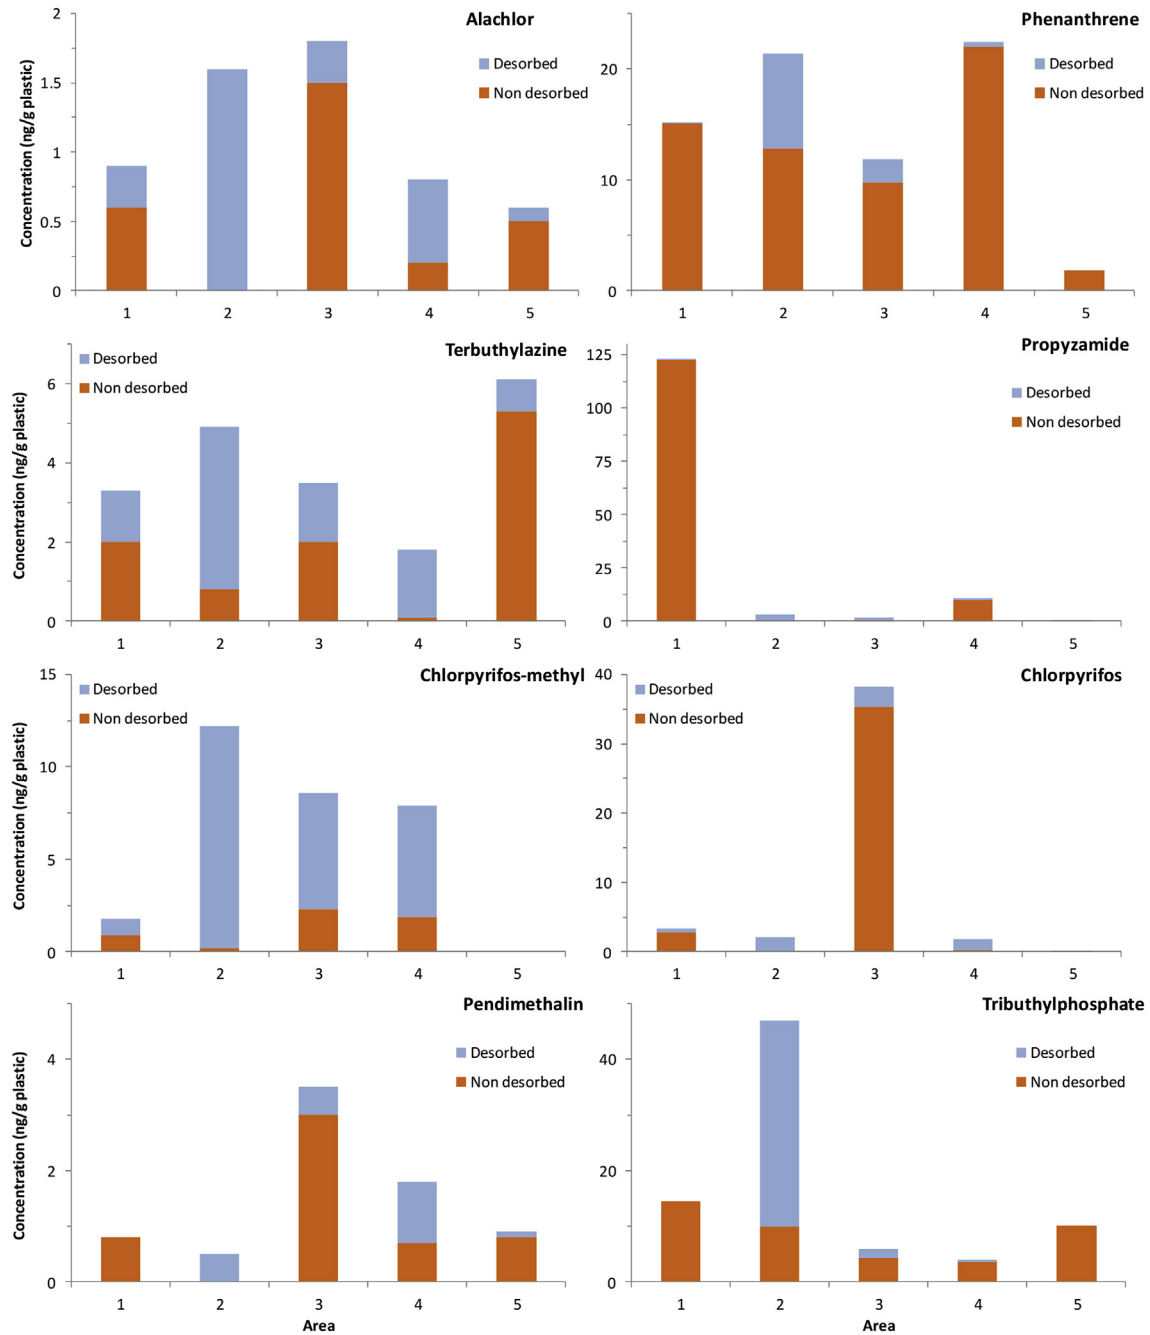 Alachlor
Concentration (ng/g plastic)
Desorbed
Non desorbed
2
1.5
1
0.5
0
1 2 3 4 5
Phenanthrene
Desorbed
Non desorbed
20
10
0
1 2 3 4 5
Terbuthylazine
Concentration (ng/g plastic)
Desorbed
Non desorbed
6
4
2
0
1 2 3 4 5
Propyzamide
Desorbed
Non desorbed
125
100
75
50
25
0
1 2 3 4 5
Chlorpyrifos-methyl
Concentration (ng/g plastic)
Desorbed
Non desorbed
15
10
5
0
1 2 3 4 5
Chlorpyrifos
Desorbed
Non desorbed
40
30
20
10
0
1 2 3 4 5
Pendimethalin
Concentration (ng/g plastic)
Desorbed
Non desorbed
4
2
0
1 2 3 4 5
Area
Tributhylphosphate
Desorbed
Non desorbed
40
20
0
1 2 3 4 5
Area